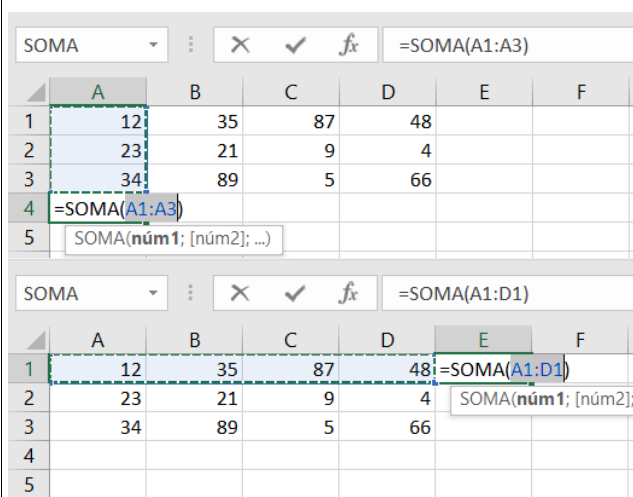 SOMA fx =SOMA(A1:A3)
A B C D E F
1 12 35 87 48
2 23 21 9 4
3 34 89 5 66
4 =SOMA(A1:A3)
5 SOMA(núm1; [núm2]; ...)
SOMA fx =SOMA(A1:D1)
A B C D E F
1 12 35 87 48 =SOMA(A1:D1)
2 23 21 9 4 SOMA(núm1; [núm2];
3 34 89 5 66
4
5